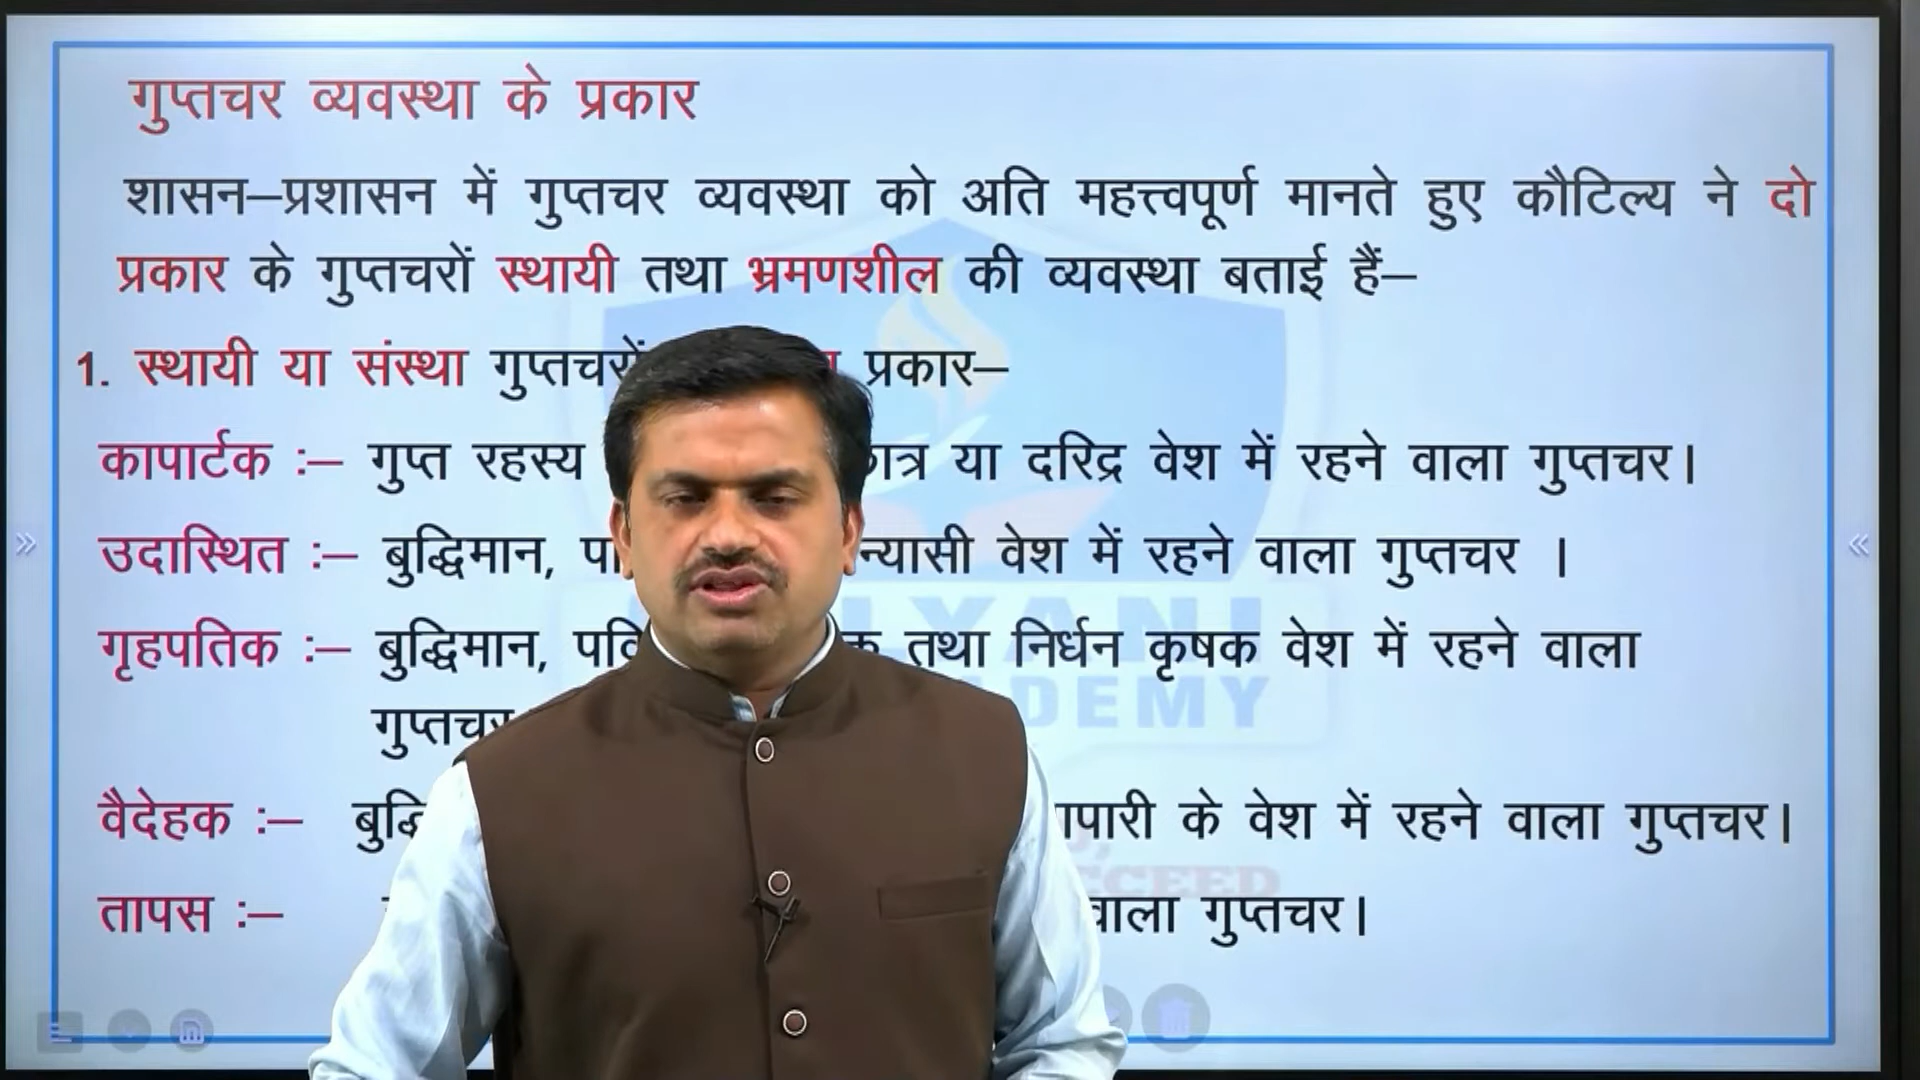 गुप्तचर व्यवस्था के प्रकार
शासन–प्रशासन में गुप्तचर व्यवस्था को अति महत्त्वपूर्ण मानते हुए कौटिल्य ने दो
प्रकार के गुप्तचरों स्थायी तथा भ्रमणशील की व्यवस्था बताई हैं–
1. स्थायी या संस्था गुप्तचरों प्रकार–
कापार्टक :– गुप्त रहस्य या दरिद्र वेश में रहने वाला गुप्तचर।
उदास्थित :– बुद्धिमान, वेश में रहने वाला गुप्तचर ।
गृहपतिक :– बुद्धिमान, तथा निर्धन कृषक वेश में रहने वाला
गुप्तचर
वैदेहक :– के वेश में रहने वाला गुप्तचर।
तापस :– वाला गुप्तचर।